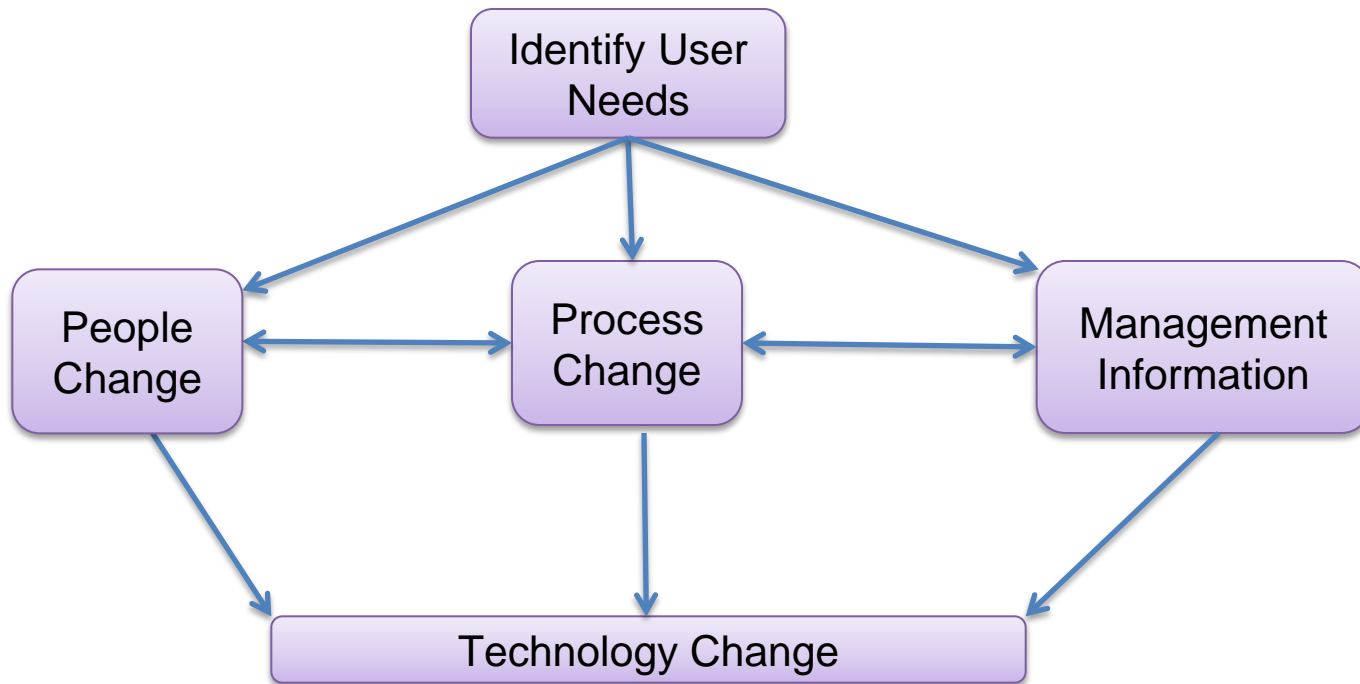 Identify User
Needs
People
Change
Process
Change
Management
Information
Technology Change